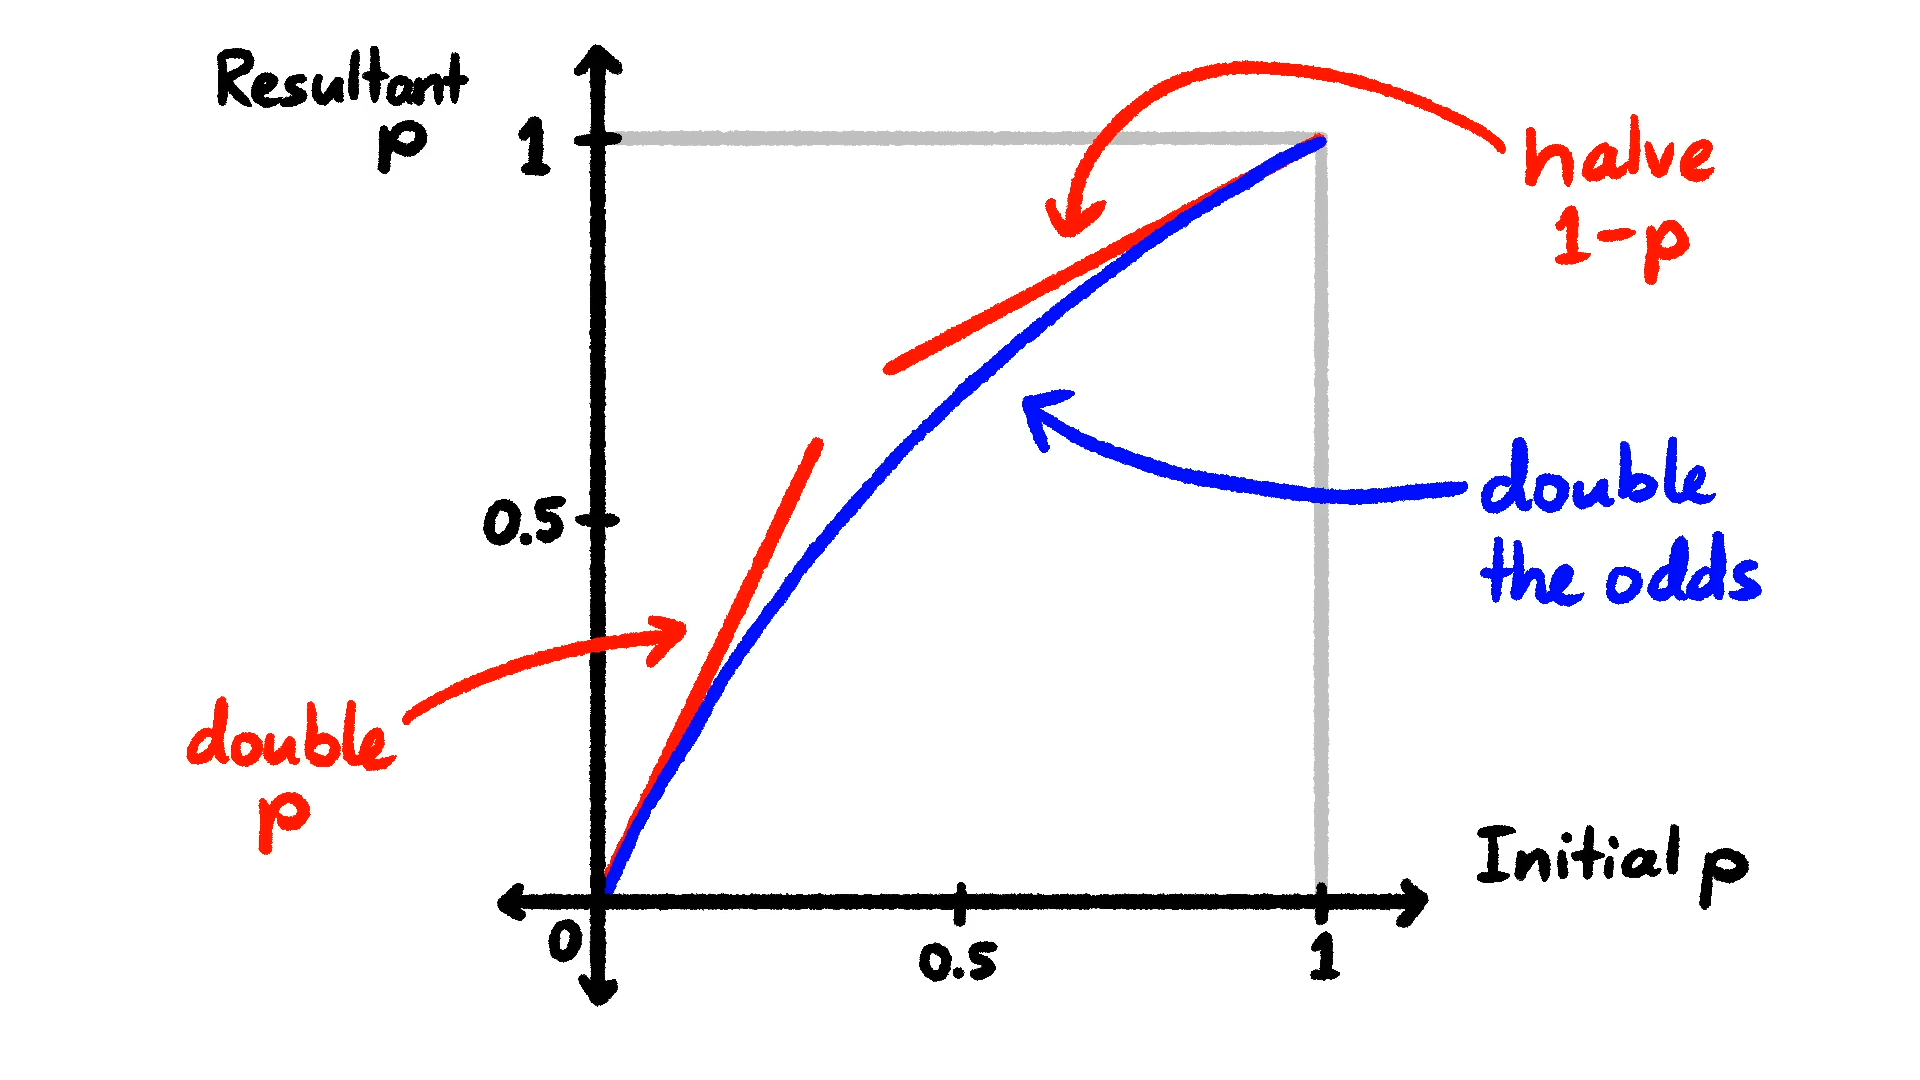 Resultant
p
1
halve
1-p
0.5
double
the odds
double
p
Initial p
0
0.5
1